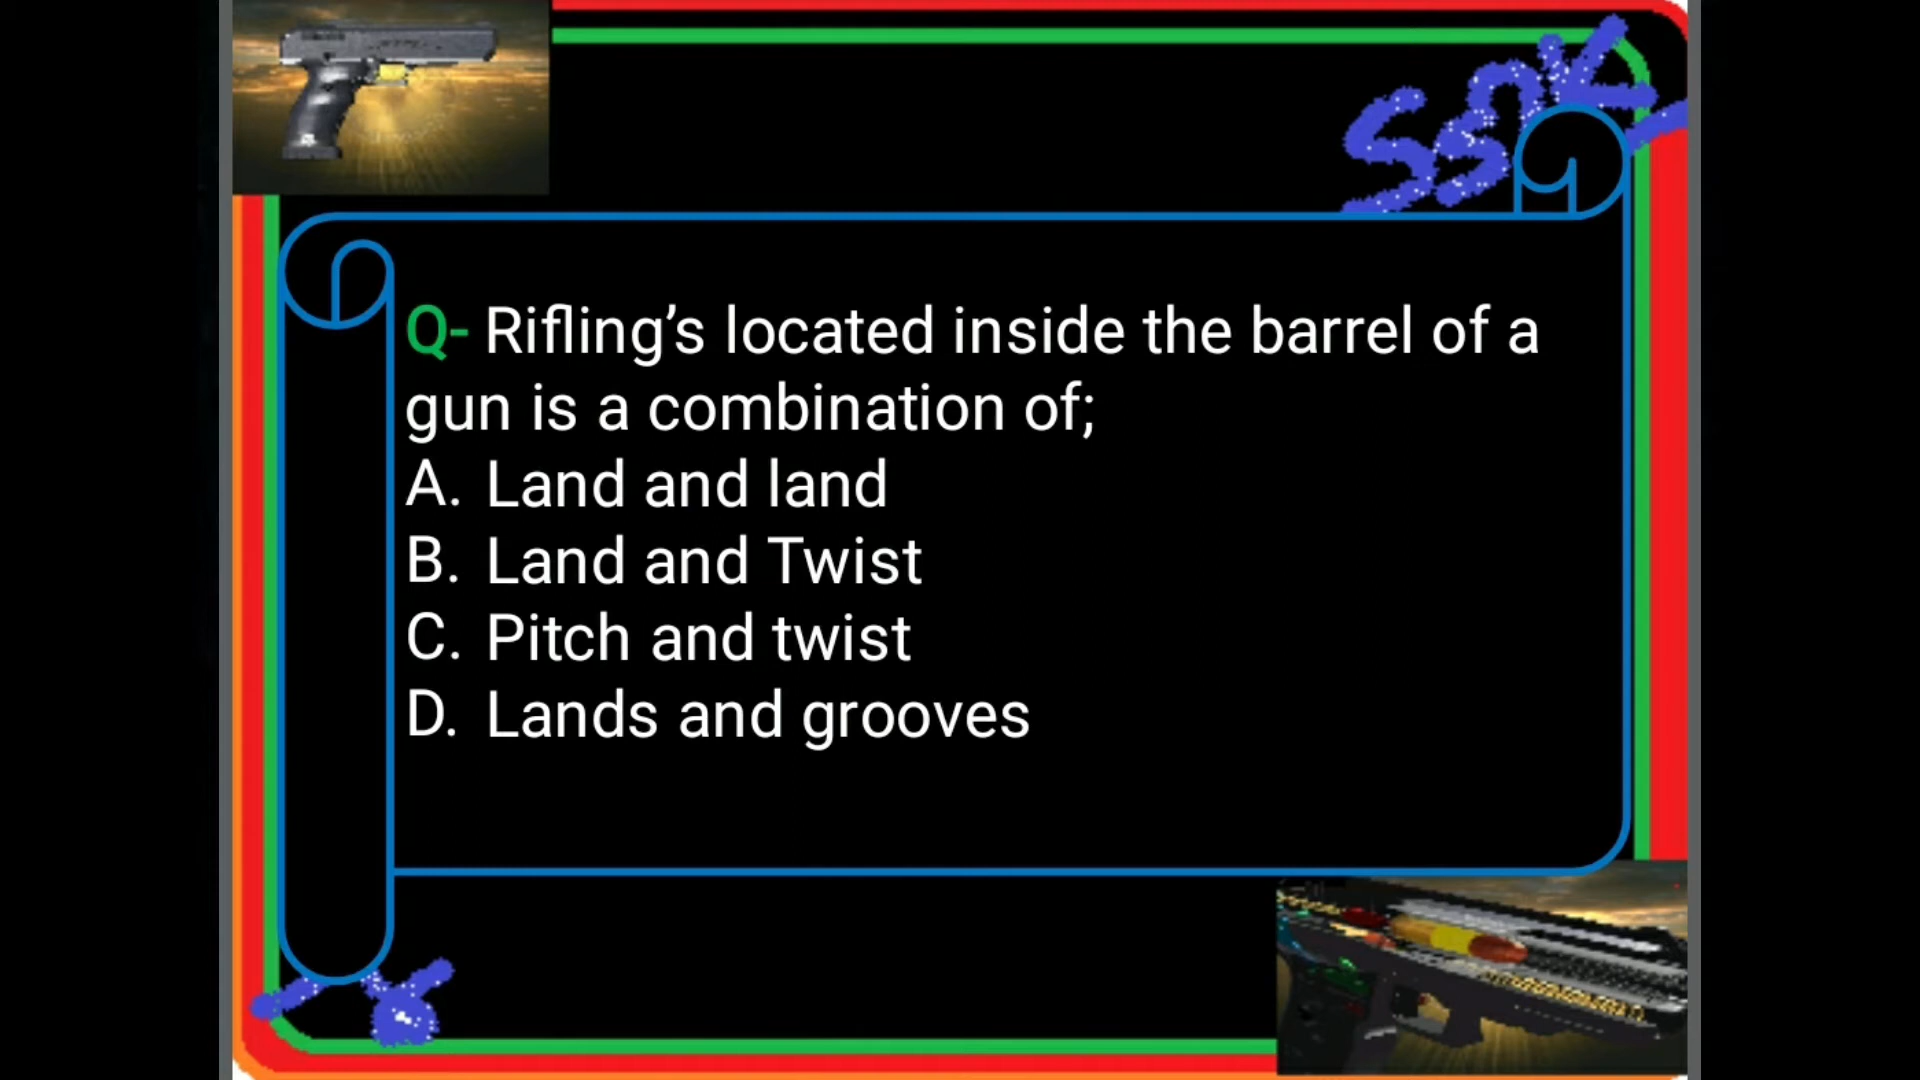 SSNK
Q- Rifling’s located inside the barrel of a
gun is a combination of;
A. Land and land
B. Land and Twist
C. Pitch and twist
D. Lands and grooves